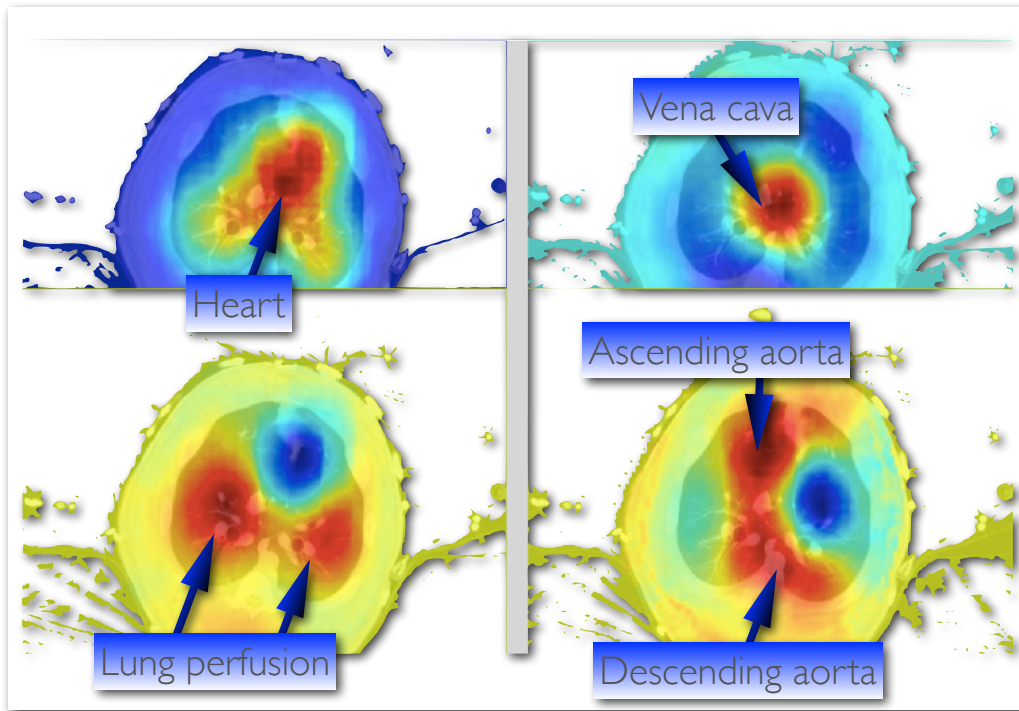 Vena cava
Heart
Ascending aorta
Lung perfusion
Descending aorta